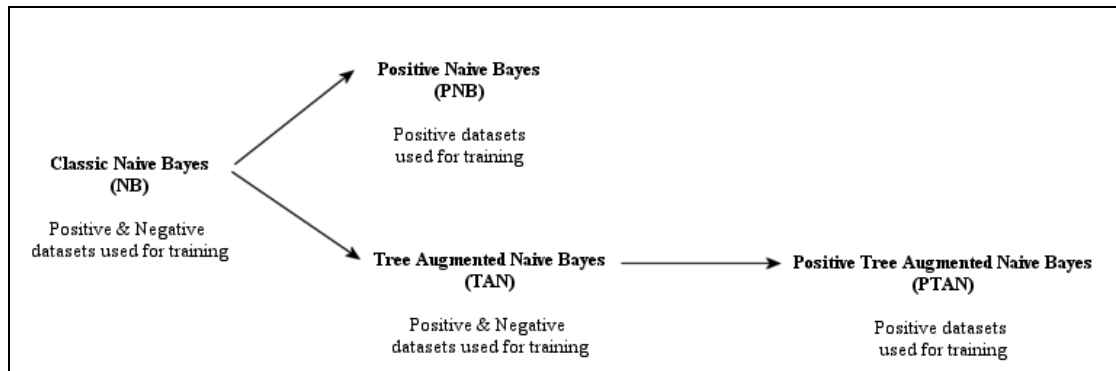 Positive Naive Bayes
(PNB)
Positive datasets
used for training
Classic Naive Bayes
(NB)
Positive & Negative
datasets used for training
Tree Augmented Naive Bayes
(TAN)
Positive & Negative
datasets used for training
Positive Tree Augmented Naive Bayes
(PTAN)
Positive datasets
used for training